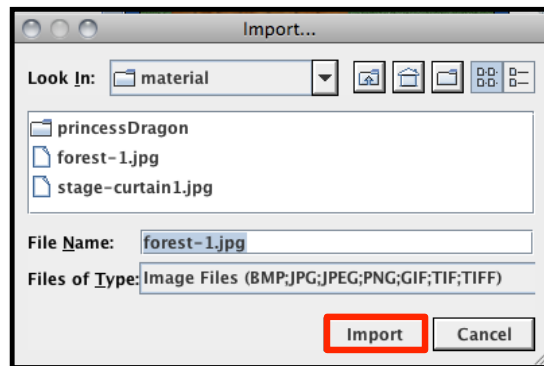 Import...
Look In: material
princessDragon
forest-1.jpg
stage-curtain1.jpg
File Name: forest-1.jpg
Files of Type: Image Files (BMP;JPG;JPEG;PNG;GIF;TIF;TIFF)
Import Cancel